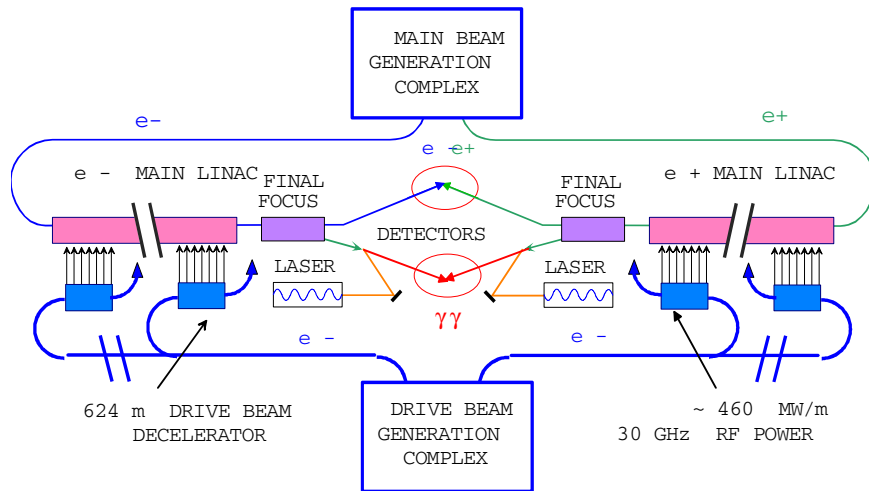 MAIN BEAM
GENERATION
COMPLEX
e-
e+
e -
e+
e - MAIN LINAC
FINAL
FOCUS
FINAL
FOCUS
e + MAIN LINAC
DETECTORS
LASER
LASER
γγ
e -
e -
624 m DRIVE BEAM
DECELERATOR
DRIVE BEAM
GENERATION
COMPLEX
~ 460 MW/m
30 GHz RF POWER